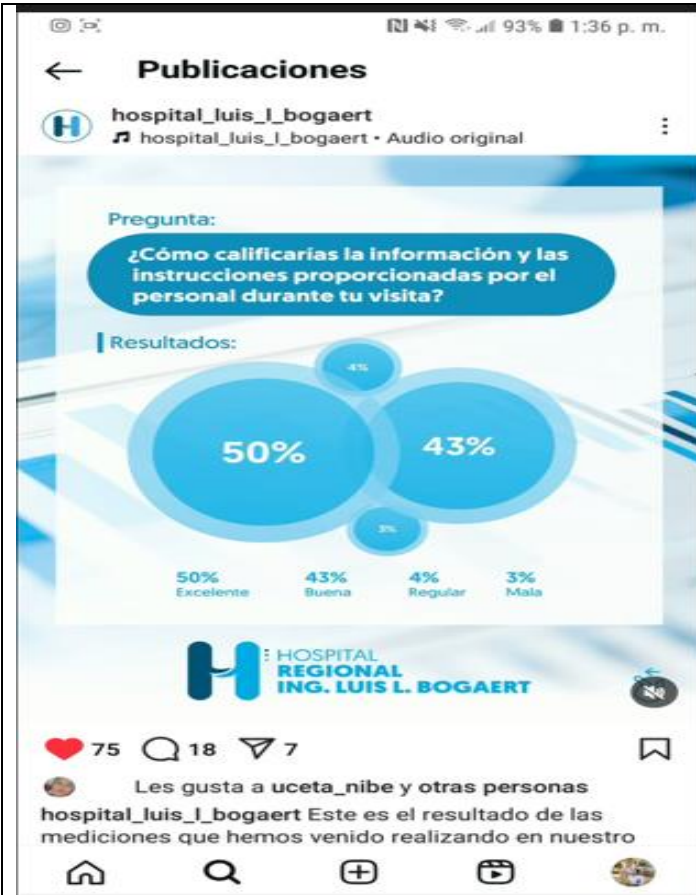 93% 1:36 p. m.
Publicaciones
hospital_luis_l_bogaert
hospital_luis_l_bogaert • Audio original
Pregunta:
¿Cómo calificarías la información y las
instrucciones proporcionadas por el
personal durante tu visita?
Resultados:
4%
50%
43%
3%
50% 43% 4% 3%
Excelente Buena Regular Mala
HOSPITAL
REGIONAL
ING. LUIS L. BOGAERT
75 18 7
Les gusta a uceta_nibe y otras personas
hospital_luis_l_bogaert Este es el resultado de las
mediciones que hemos venido realizando en nuestro